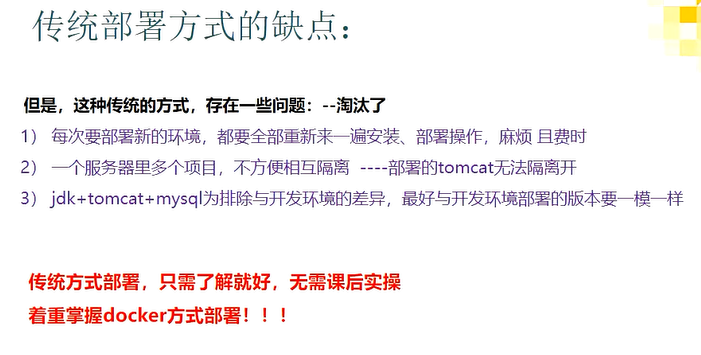 传统部署方式的缺点：
但是，这种传统的方式，存在一些问题：--淘汰了
1） 每次要部署新的环境，都要全部重新来一遍安装、部署操作，麻烦 且费时
2） 一个服务器里多个项目，不方便相互隔离 ----部署的tomcat无法隔离开
3） jdk+tomcat+mysql为排除与开发环境的差异，最好与开发环境部署的版本要一模一样
传统方式部署，只需了解就好，无需课后实操
着重掌握docker方式部署！！！